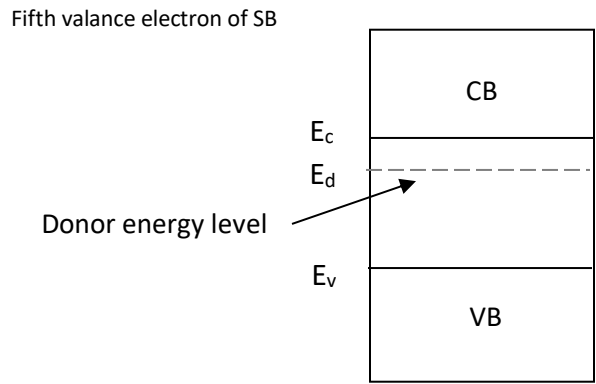 Fifth valance electron of SB
CB
Ec
Ed
Donor energy level
Ev
VB